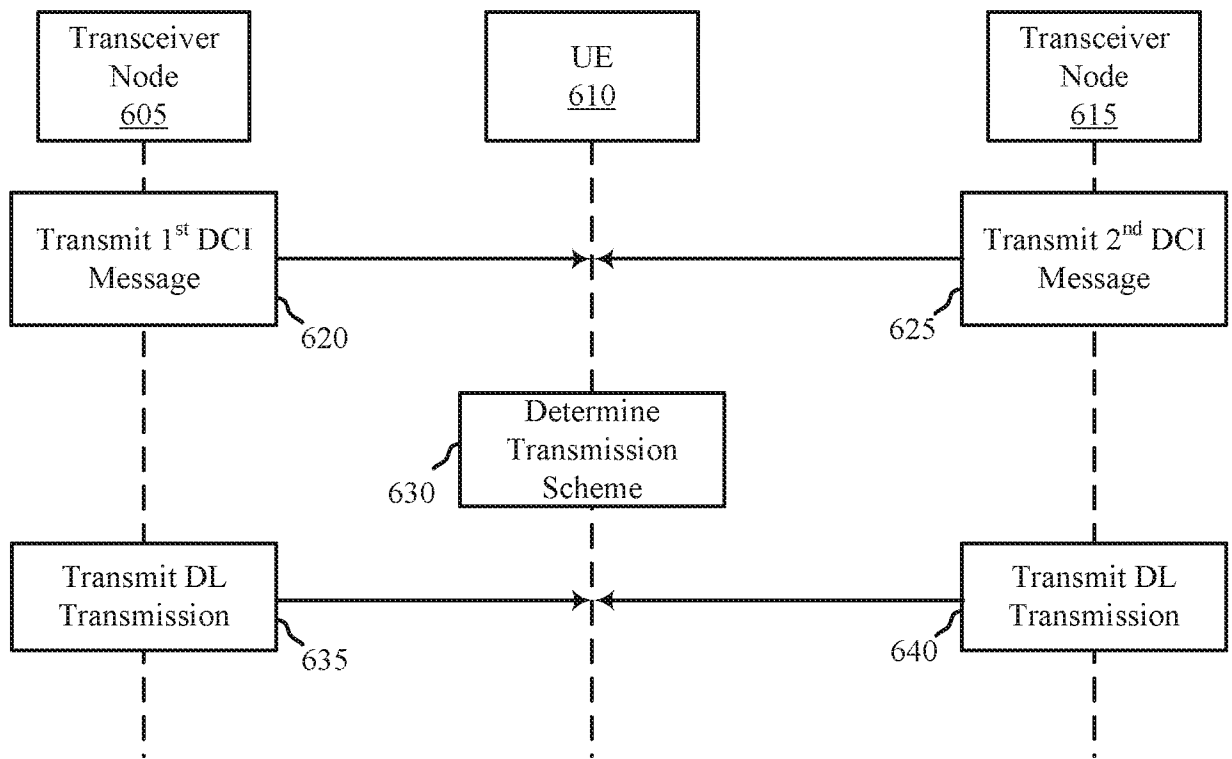 Transceiver
Node
605
UE
610
Transceiver
Node
615
Transmit 1st DCI
Message
620
Transmit 2nd DCI
Message
625
Determine
Transmission
Scheme
630
Transmit DL
Transmission
635
Transmit DL
Transmission
640